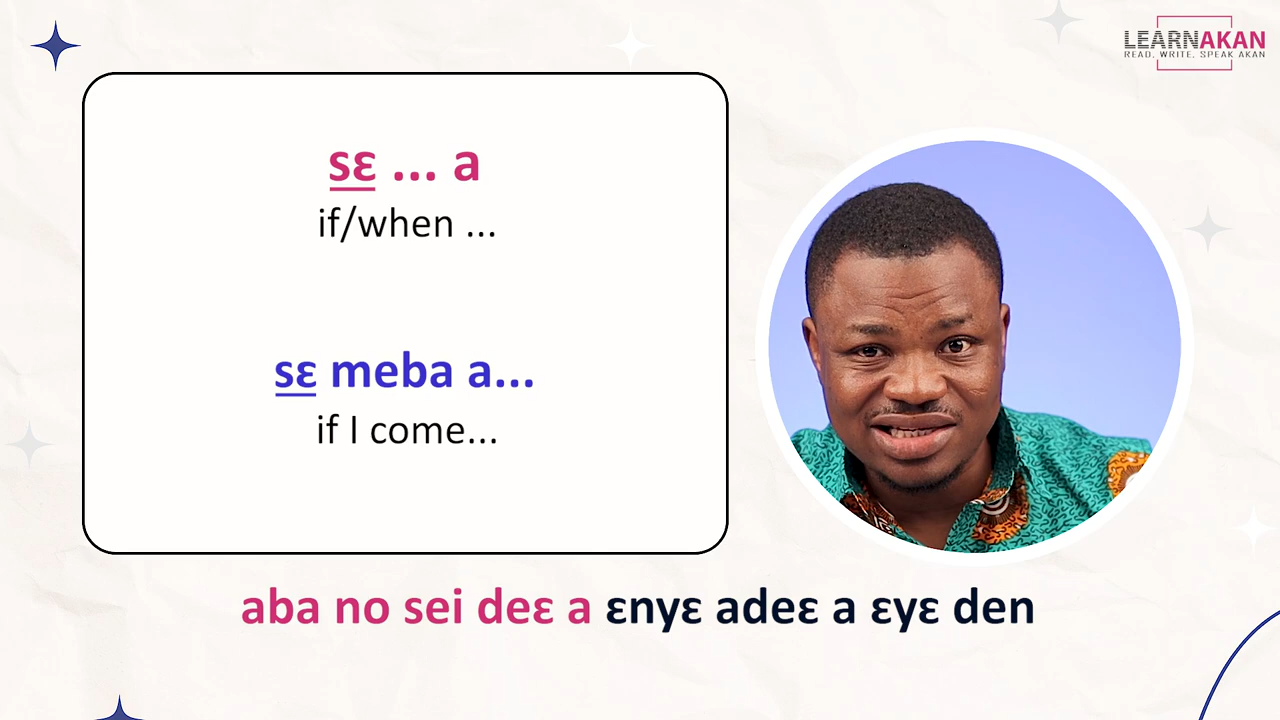 LEARNAKAN
READ. WRITE. SPEAK AKAN
sɛ ... a
if/when ...
sɛ meba a...
if I come...
aba no sei deɛ a ɛnyɛ adeɛ a ɛyɛ den